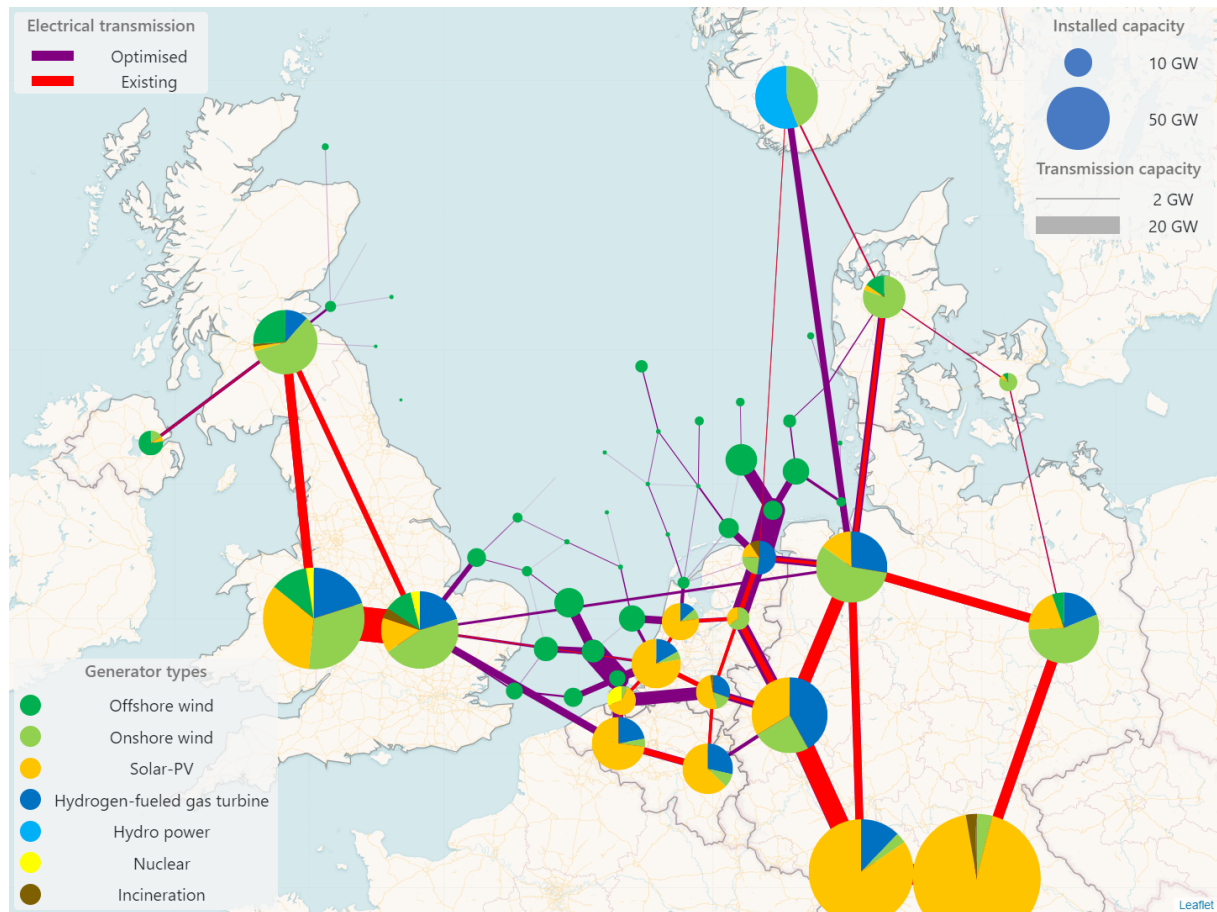 Electrical transmission
Optimised
Existing
Installed capacity
10 GW
50 GW
Transmission capacity
2 GW
20 GW
Generator types
Offshore wind
Onshore wind
Solar-PV
Hydrogen-fueled gas turbine
Hydro power
Nuclear
Incineration
Leaflet